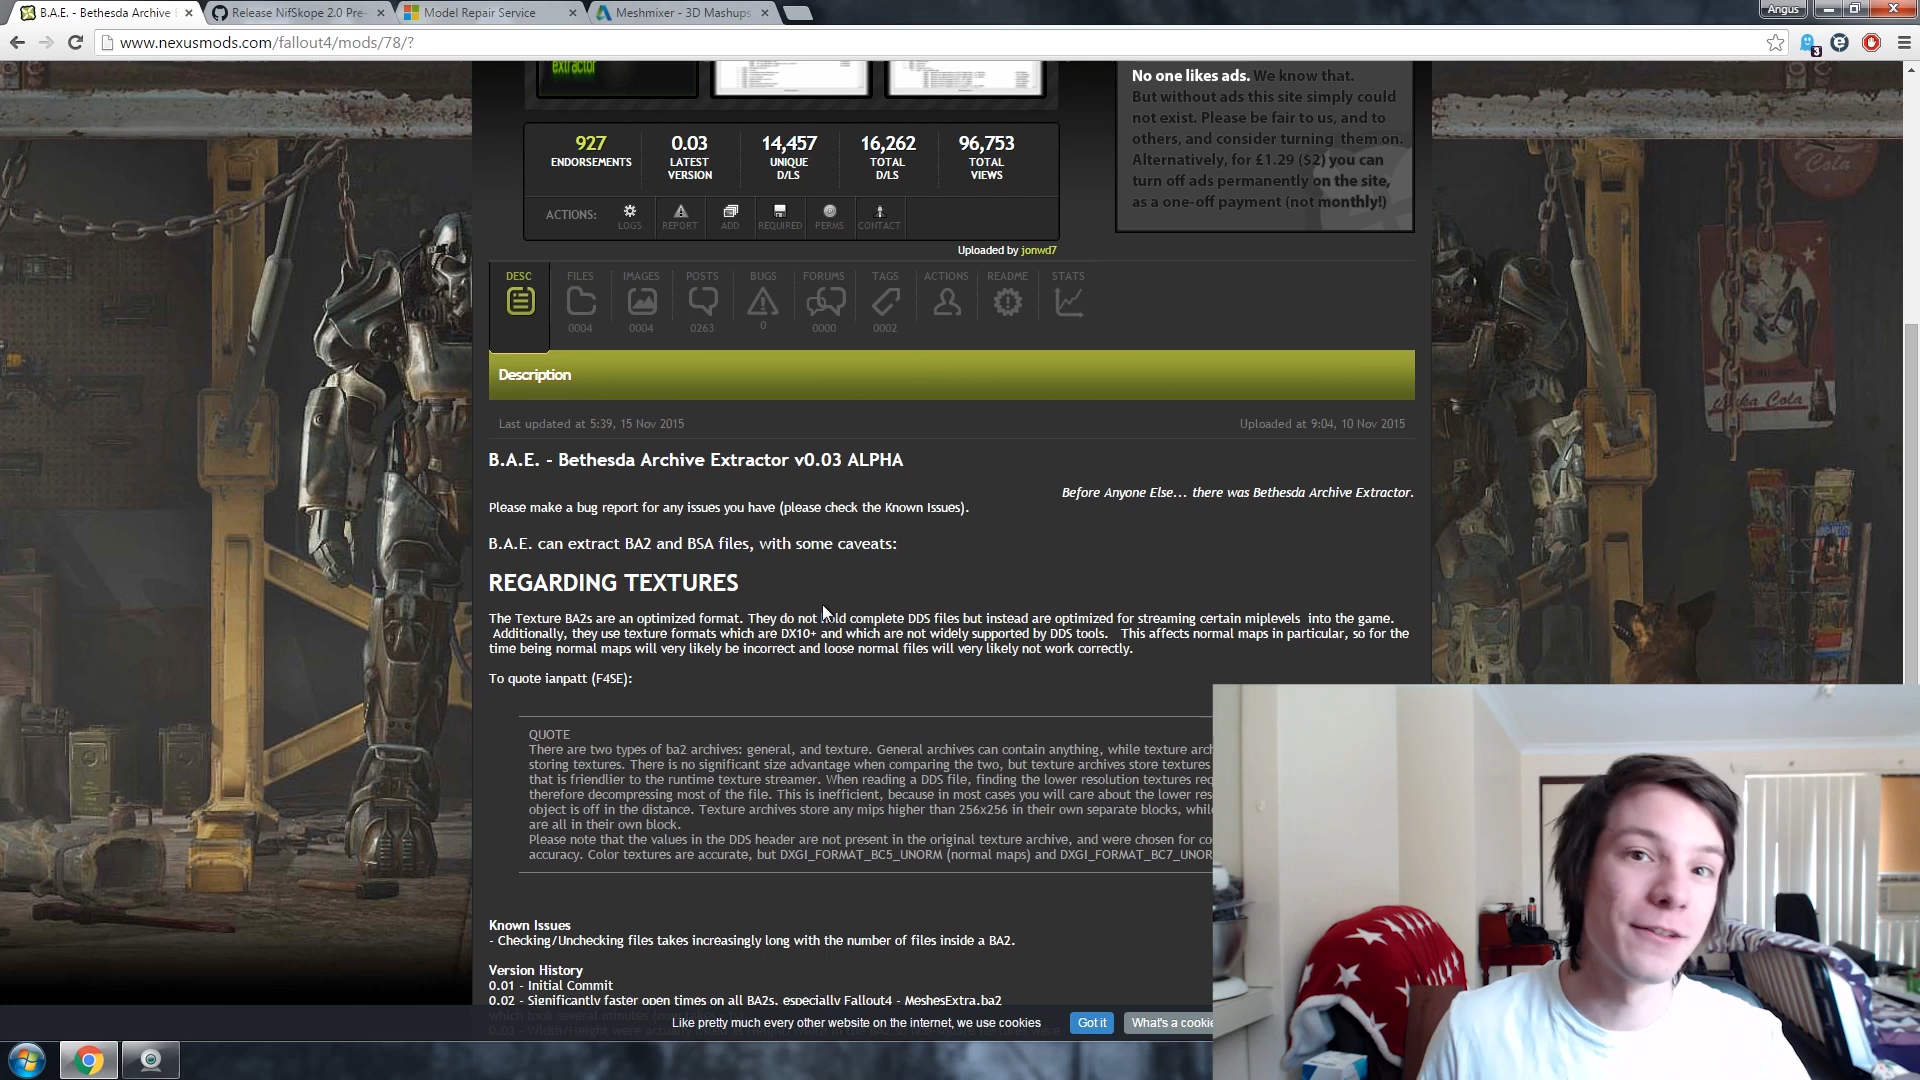 B.A.E. - Bethesda Archive
Release NifSkope 2.0 Pre-
Model Repair Service
Meshmixer - 3D Mashups
Angus
www.nexusmods.com/fallout4/mods/78/?
3
extractor
No one likes ads. We know that.
But without ads this site simply could
not exist. Please be fair to us, and to
others, and consider turning them on.
Alternatively, for £1.29 ($2) you can
turn off ads permanently on the site,
as a one-off payment (not monthly!)
927 0.03 14,457 16,262 96,753
ENDORSEMENTS LATEST UNIQUE TOTAL TOTAL
VERSION D/LS D/LS VIEWS
ACTIONS: LOGS REPORT ADD REQUIRED PERMS CONTACT
Uploaded by jonwd7
DESC FILES IMAGES POSTS BUGS FORUMS TAGS ACTIONS README STATS
0004 0004 0263 0 0000 0002
Description
Last updated at 5:39, 15 Nov 2015
Uploaded at 9:04, 10 Nov 2015
B.A.E. - Bethesda Archive Extractor v0.03 ALPHA
Before Anyone Else... there was Bethesda Archive Extractor.
Please make a bug report for any issues you have (please check the Known Issues).
B.A.E. can extract BA2 and BSA files, with some caveats:
REGARDING TEXTURES
The Texture BA2s are an optimized format. They do not hold complete DDS files but instead are optimized for streaming certain miplevels into the game.
Additionally, they use texture formats which are DX10+ and which are not widely supported by DDS tools. This affects normal maps in particular, so for the
time being normal maps will very likely be incorrect and loose normal files will very likely not work correctly.
To quote ianpatt (F4SE):
QUOTE
There are two types of ba2 archives: general, and texture. General archives can contain anything, while texture arch
storing textures. There is no significant size advantage when comparing the two, but texture archives store textures
that is friendlier to the runtime texture streamer. When reading a DDS file, finding the lower resolution textures req
therefore decompressing most of the file. This is inefficient, because in most cases you will care about the lower res
object is off in the distance. Texture archives store any mips higher than 256x256 in their own separate blocks, while
are all in their own block.
Please note that the values in the DDS header are not present in the original texture archive, and were chosen for co
accuracy. Color textures are accurate, but DXGI_FORMAT_BC5_UNORM (normal maps) and DXGI_FORMAT_BC7_UNOR
Known Issues
- Checking/Unchecking files takes increasingly long with the number of files inside a BA2.
Version History
0.01 - Initial Commit
0.02 - Significantly faster open times on all BA2s, especially Fallout4 - MeshesExtra.ba2
Like pretty much every other website on the internet, we use cookies
Got it
What's a cookie